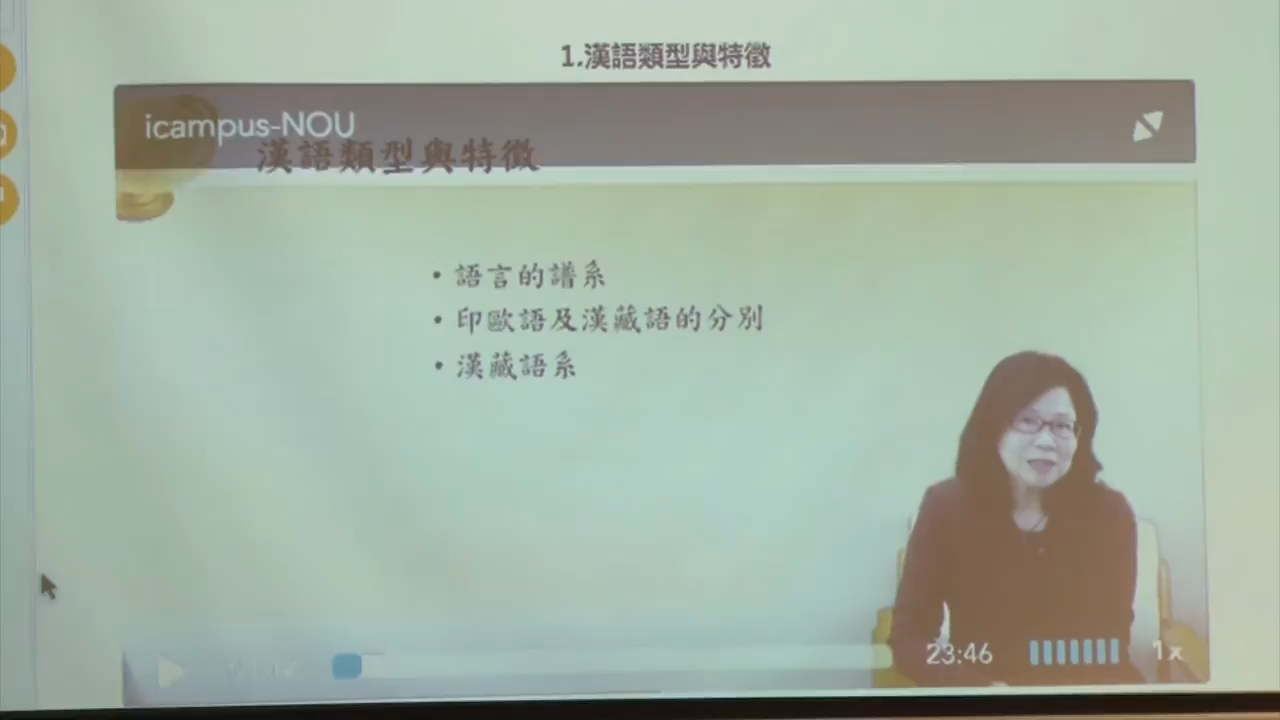 1.漢語類型與特徵
icampus-NOU
漢語類型與特徵
• 語言的譜系
• 印歐語及漢藏語的分別
• 漢藏語系
23:46
1x